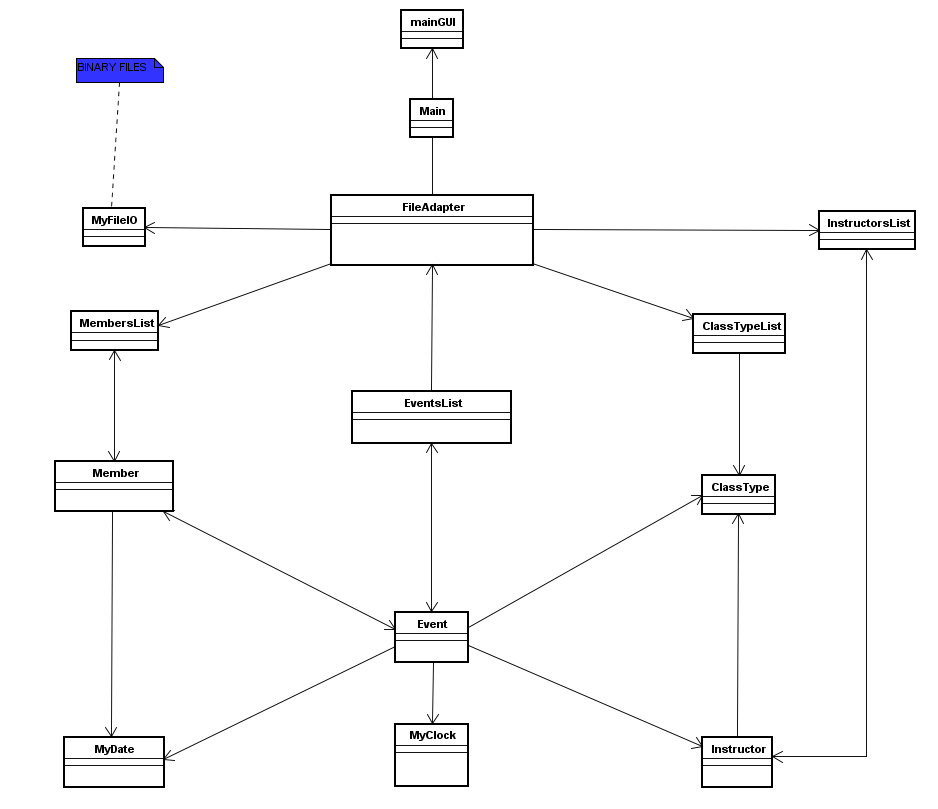 mainGUI
BINARY FILES
Main
FileAdapter
MyFileIO
InstructorsList
MembersList
ClassTypeList
EventsList
Member
ClassType
Event
MyDate
MyClock
Instructor